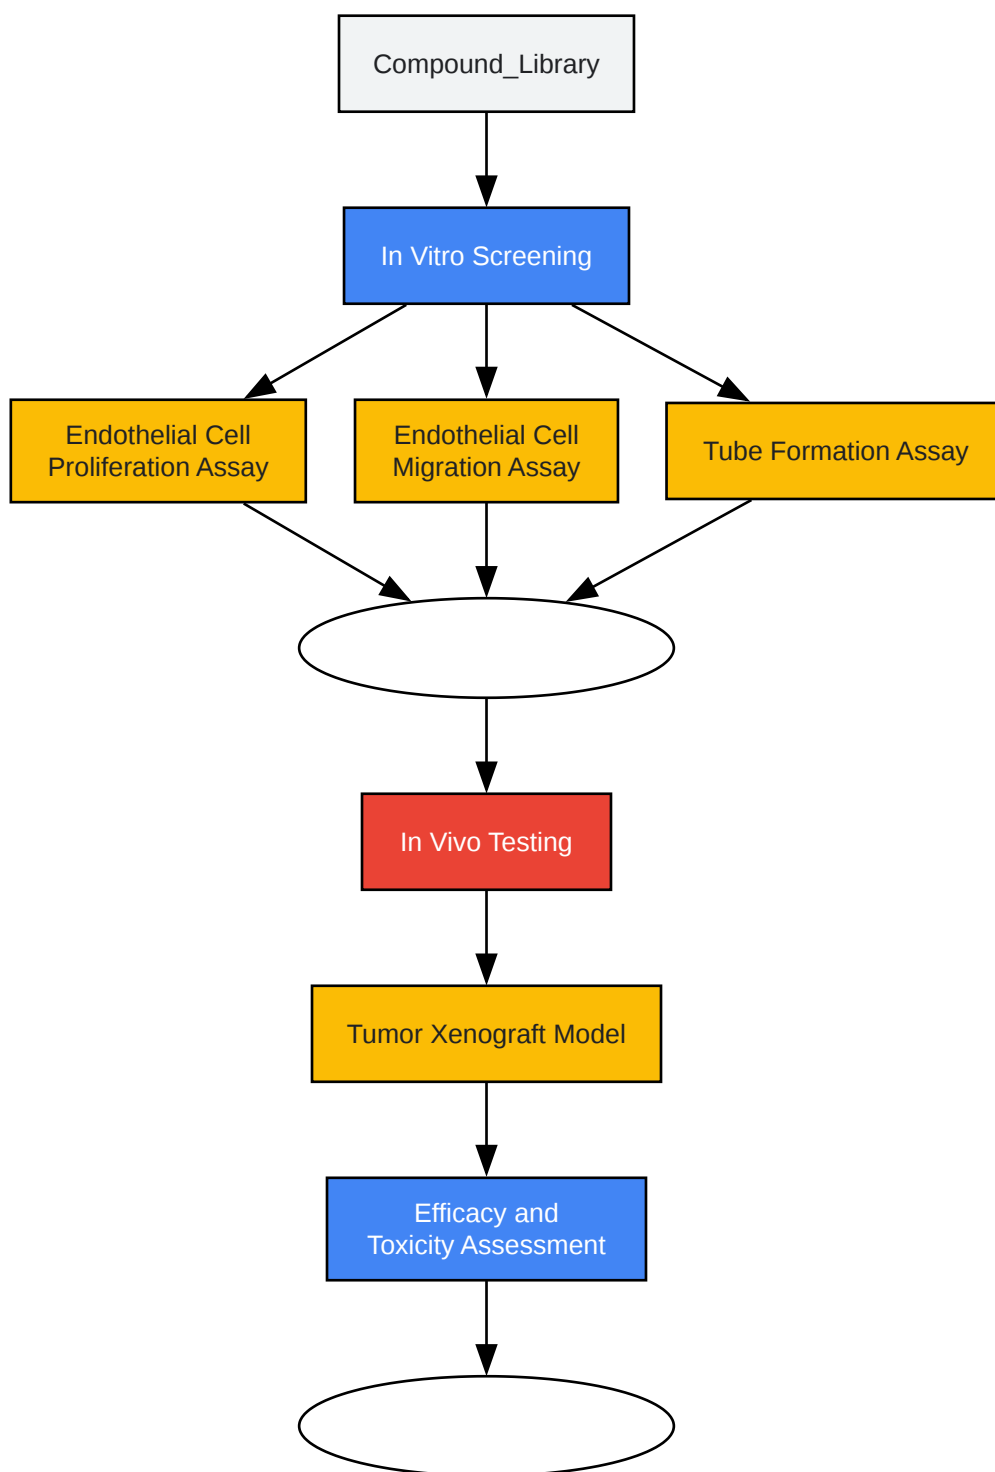 Compound_Library
In Vitro Screening
Endothelial Cell
Proliferation Assay
Endothelial Cell
Migration Assay
Tube Formation Assay
In Vivo Testing
Tumor Xenograft Model
Efficacy and
Toxicity Assessment